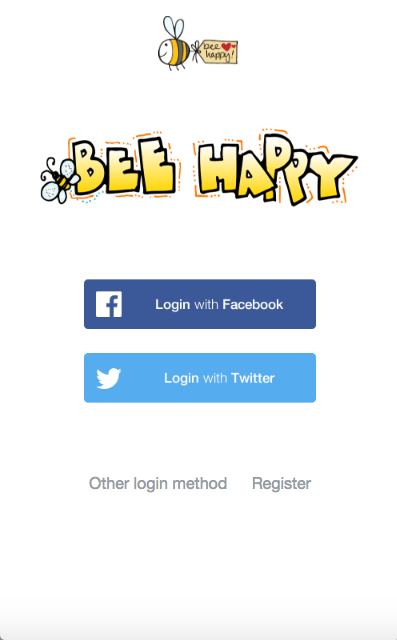 bee
happy!
BEE HAPPY
Login with Facebook
Login with Twitter
Other login method Register